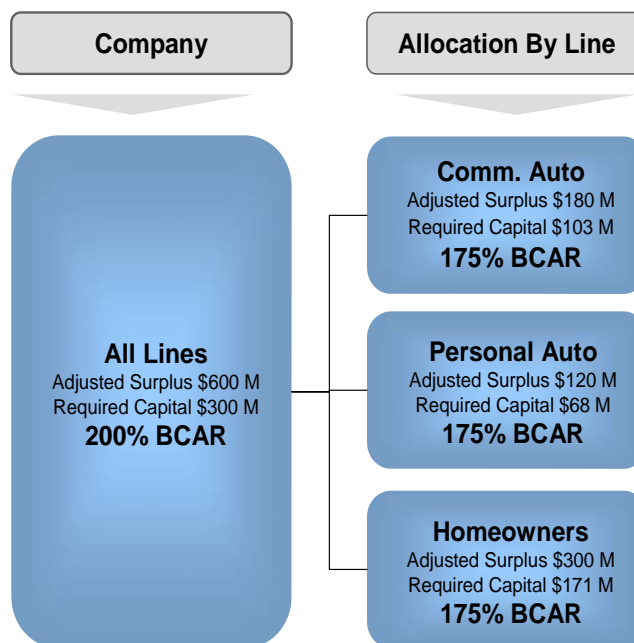 Company
Allocation By Line
All Lines
Adjusted Surplus $600 M
Required Capital $300 M
200% BCAR
Comm. Auto
Adjusted Surplus $180 M
Required Capital $103 M
175% BCAR
Personal Auto
Adjusted Surplus $120 M
Required Capital $68 M
175% BCAR
Homeowners
Adjusted Surplus $300 M
Required Capital $171 M
175% BCAR